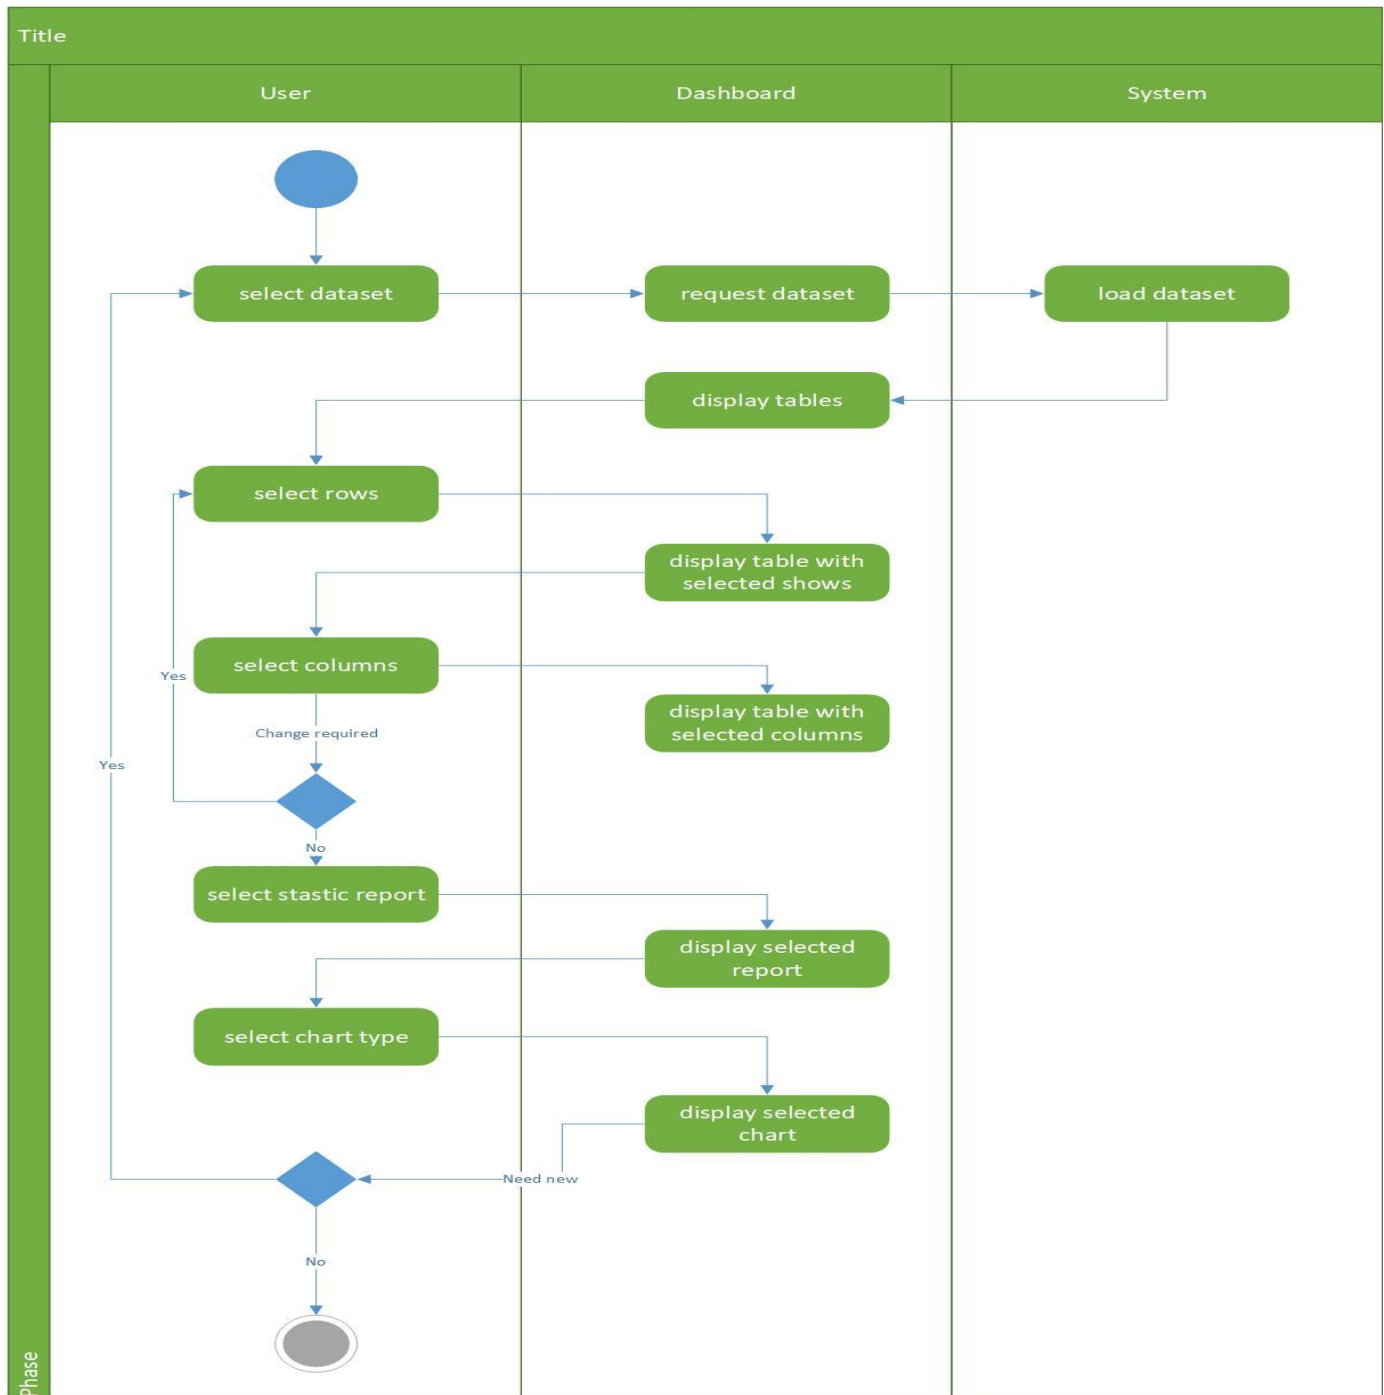 Title
User
Dashboard
System
select dataset
request dataset
load dataset
display tables
select rows
display table with
selected shows
select columns
Yes
display table with
selected columns
Change required
Yes
No
select stastic report
display selected
report
select chart type
display selected
chart
Need new
No
Phase